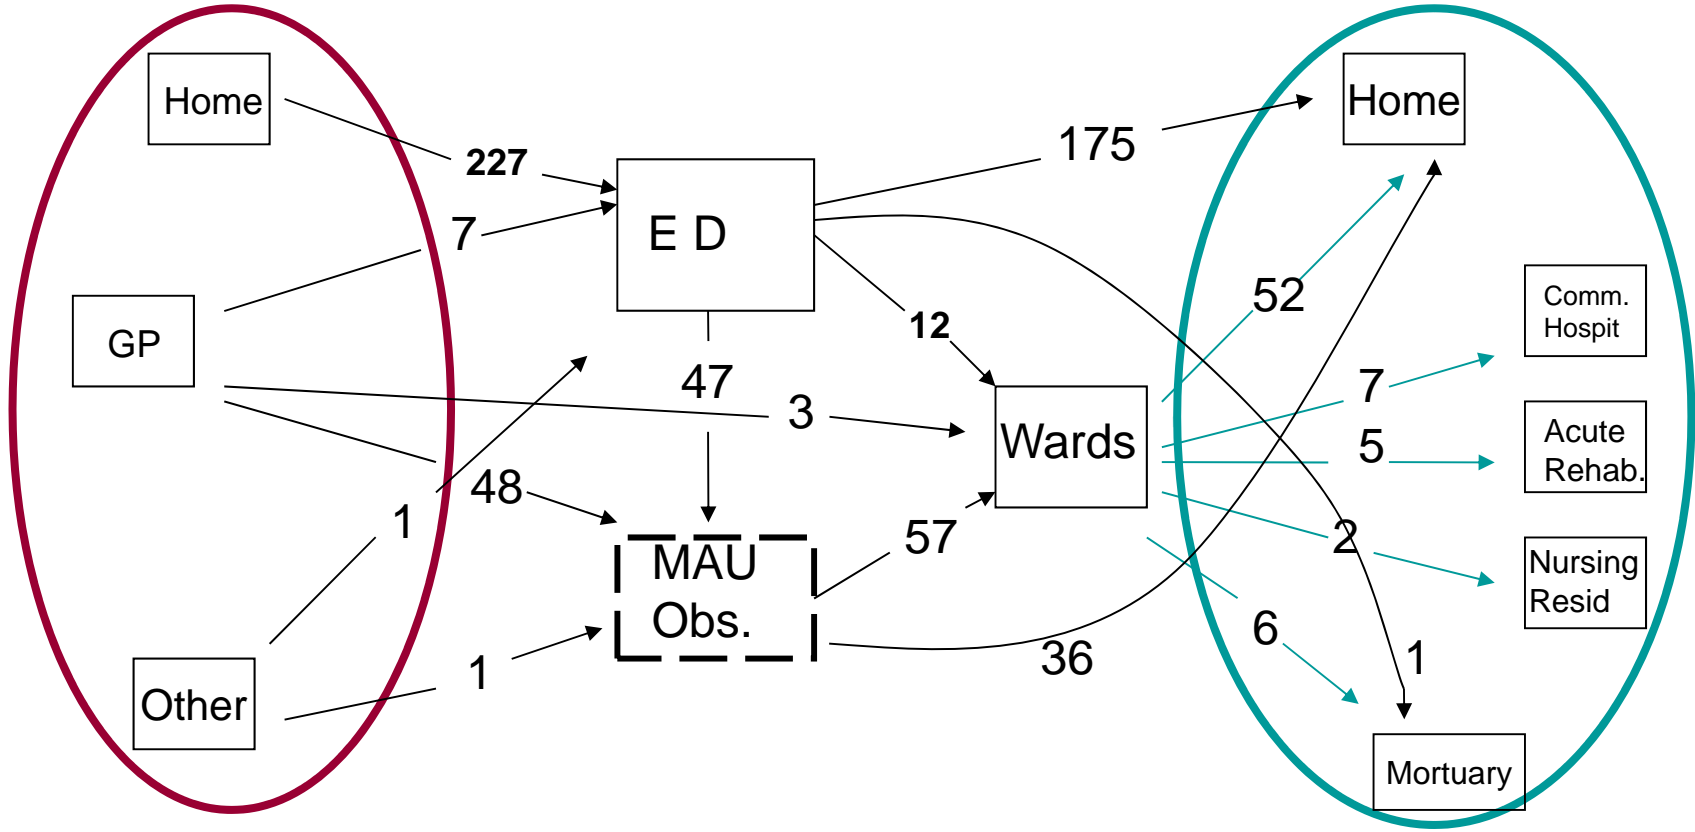 Home
227
7
GP
E D
175
Home
12
52
Comm.
Hospit
47
3
Wards
7
5
Acute
Rehab.
48
1
57
2
MAU
Obs.
Nursing
Resid
Other
1
36
6
1
Mortuary